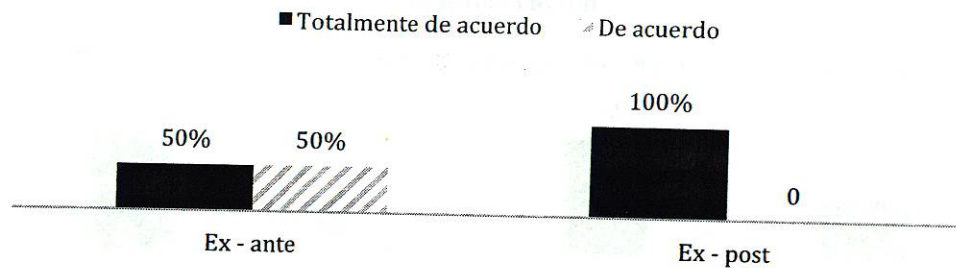 Totalmente de acuerdo De acuerdo
100%
50% 50%
0
Ex - ante Ex - post